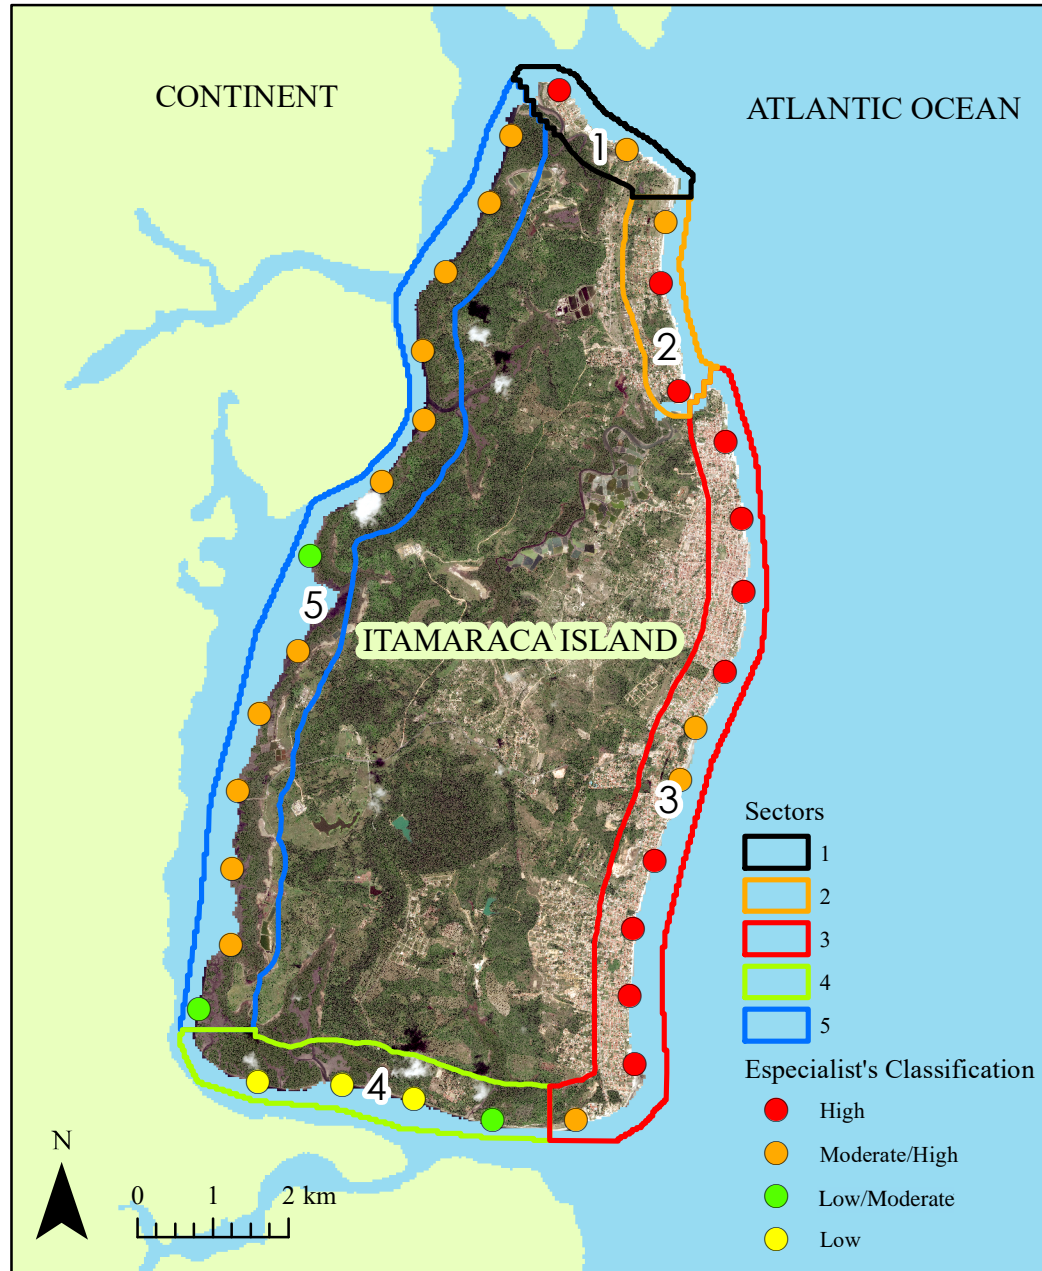 CONTINENT
ATLANTIC OCEAN
1
2
5
ITAMARACA ISLAND
3
4
Sectors
1
2
3
4
5
Especialist's Classification
High
Moderate/High
Low/Moderate
Low
N
0 1 2 km